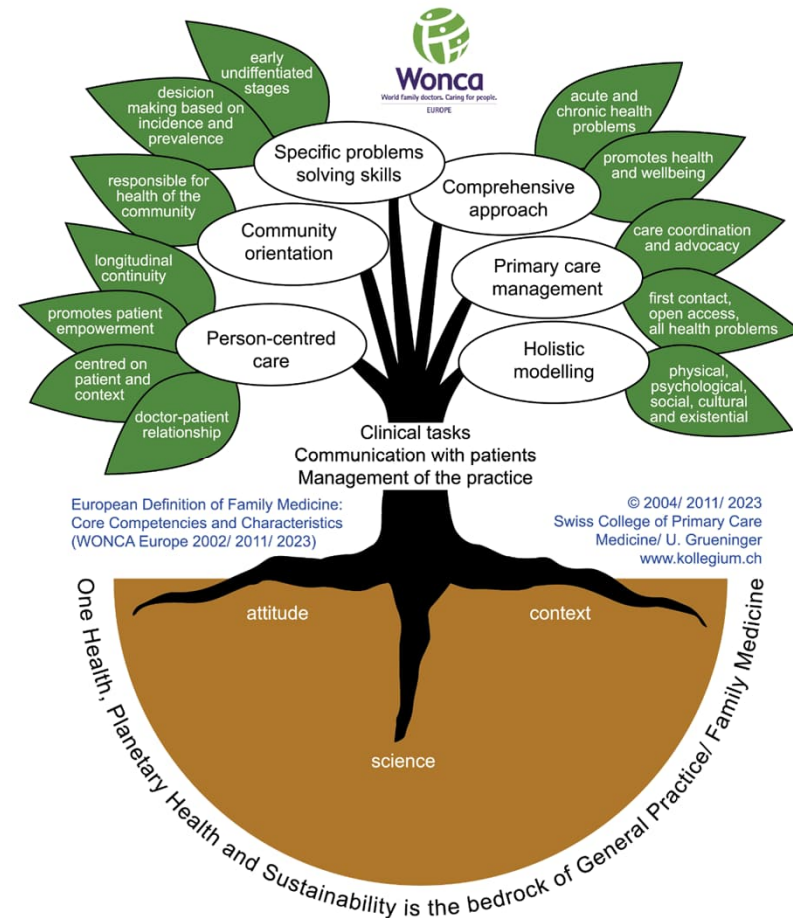 Wonca
World family doctors. Caring for people.
EUROPE
early
undiffentiated
stages
desicion
making based on
incidence and
prevalence
responsible for
health of the
community
longitudinal
continuity
promotes patient
empowerment
centred on
patient and
context
doctor-patient
relationship
Specific problems
solving skills
Community
orientation
Person-centred
care
Comprehensive
approach
Primary care
management
Holistic
modelling
acute and
chronic health
problems
promotes health
and wellbeing
care coordination
and advocacy
first contact,
open access,
all health problems
physical,
psychological,
social, cultural
and existential
Clinical tasks
Communication with patients
Management of the practice
European Definition of Family Medicine:
Core Competencies and Characteristics
(WONCA Europe 2002/ 2011/ 2023)
© 2004/ 2011/ 2023
Swiss College of Primary Care
Medicine/ U. Grueninger
www.kollegium.ch
attitude
context
science
One Health, Planetary Health and Sustainability is the bedrock of General Practice/ Family Medicine